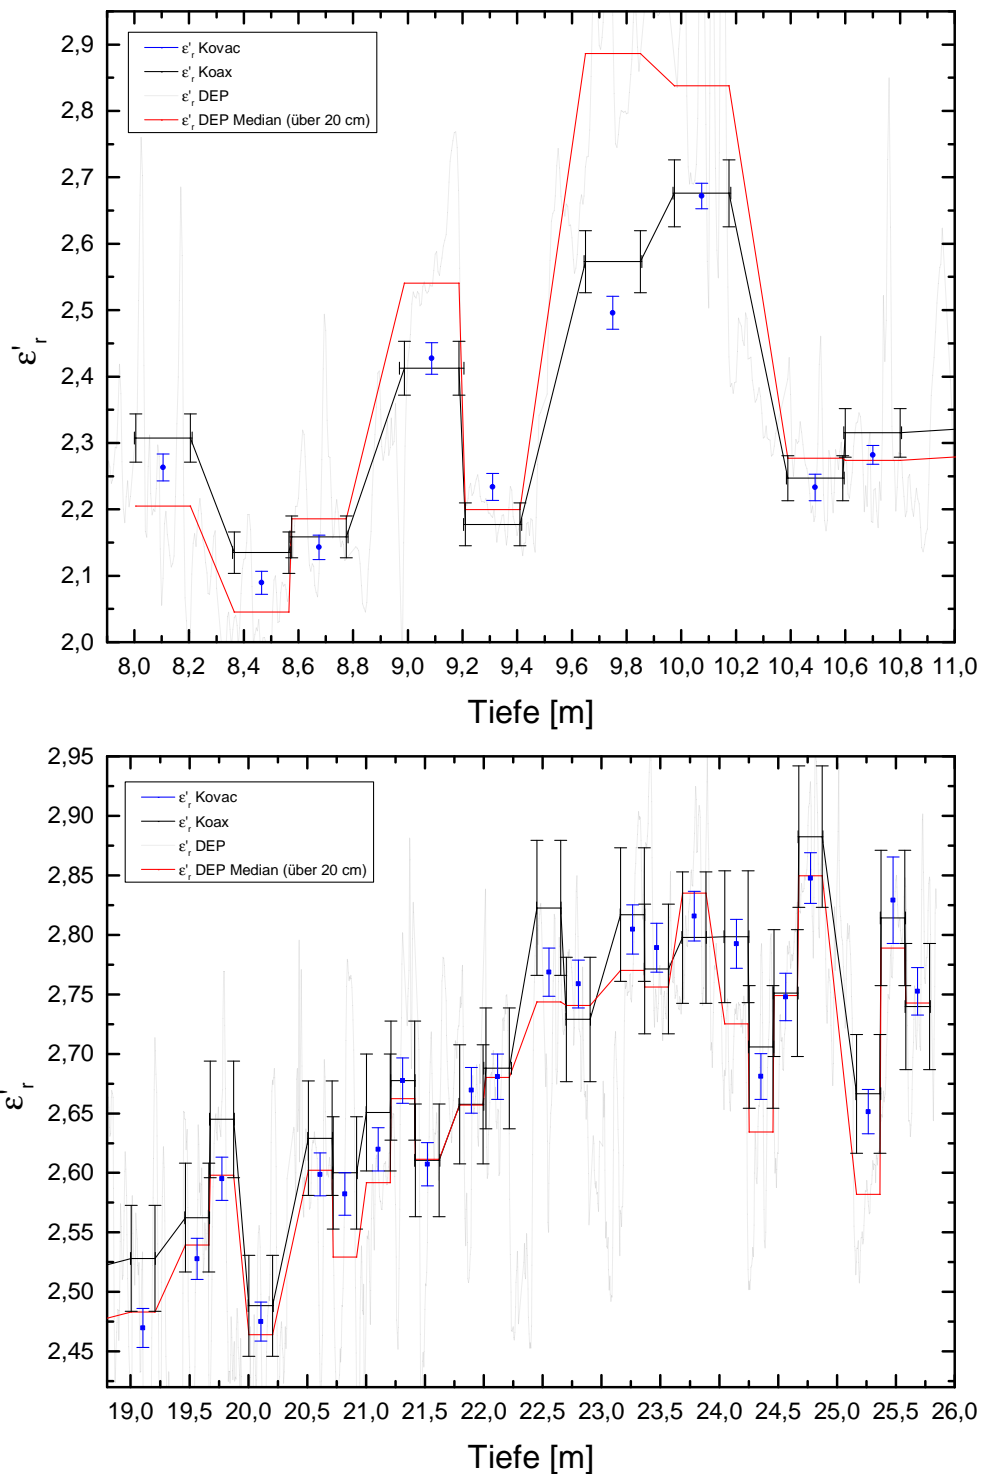 2,9
2,8
2,7
2,6
2,5
2,4
2,3
2,2
2,1
2,0
ε'r
ε'r Kovac
ε'r Koax
ε'r DEP
ε'r DEP Median (über 20 cm)
8,0 8,2 8,4 8,6 8,8 9,0 9,2 9,4 9,6 9,8 10,0 10,2 10,4 10,6 10,8 11,0
Tiefe [m]
2,95
2,90
2,85
2,80
2,75
2,70
2,65
2,60
2,55
2,50
2,45
ε'r
ε'r Kovac
ε'r Koax
ε'r DEP
ε'r DEP Median (über 20 cm)
19,0 19,5 20,0 20,5 21,0 21,5 22,0 22,5 23,0 23,5 24,0 24,5 25,0 25,5 26,0
Tiefe [m]